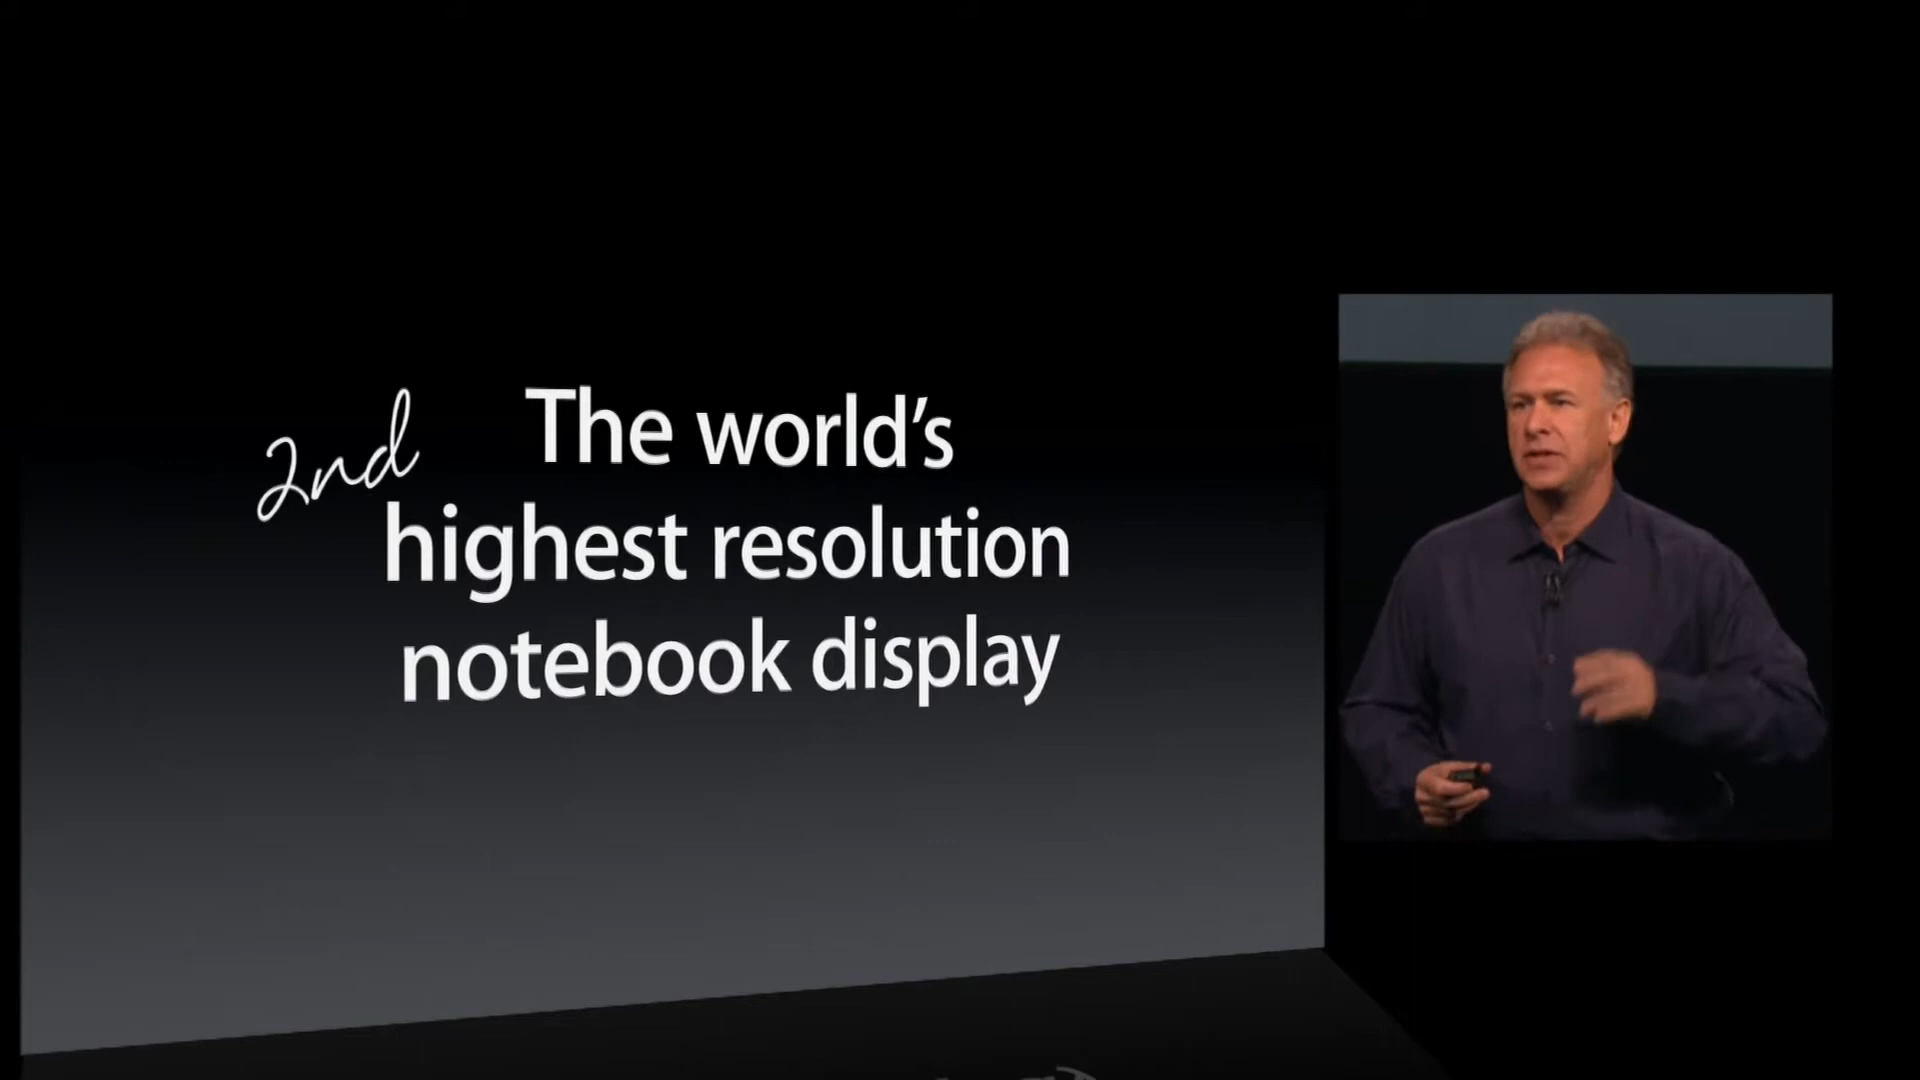 The world’s
2nd
highest resolution
notebook display